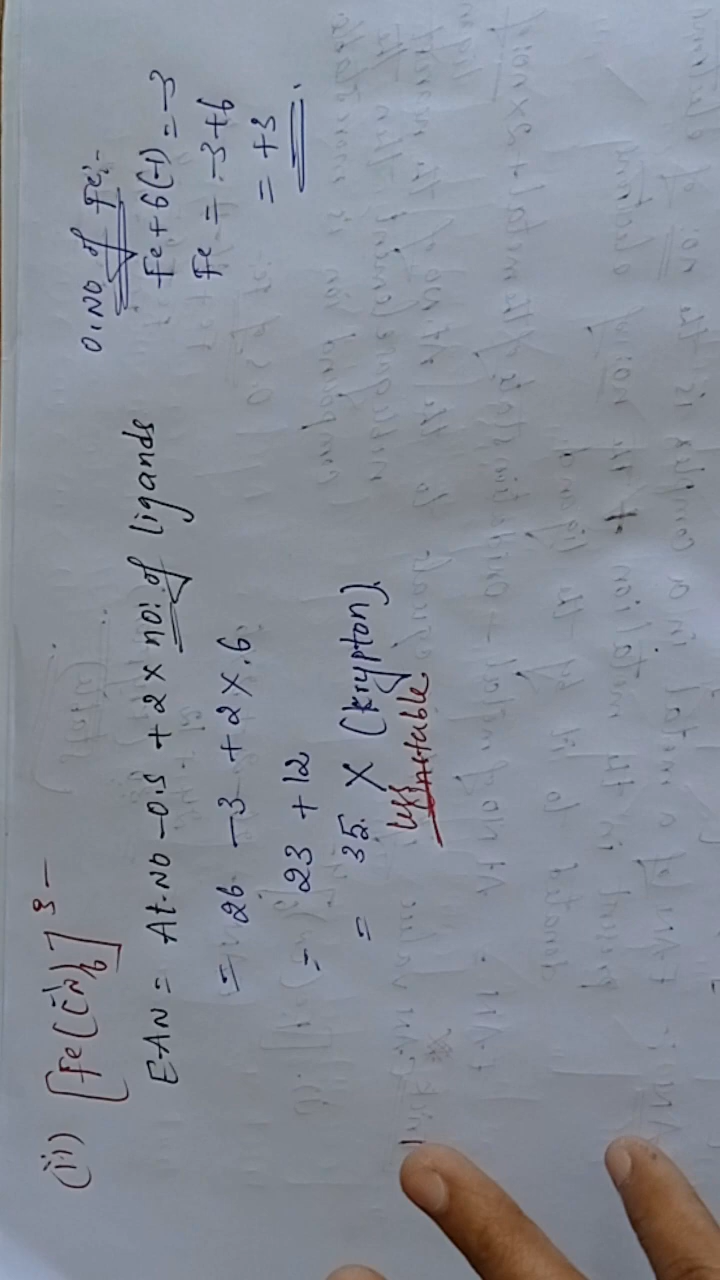 (ii) [Fe(C̄N)6]3-
EAN = At.No - O.S + 2 x no: of ligands
= 26 - 3 + 2 x 6
= 23 + 12
= 35. X (krypton).
less stable
O.No of Fe:-
Fe + 6(-1) = -3
Fe = -3+6
= +3